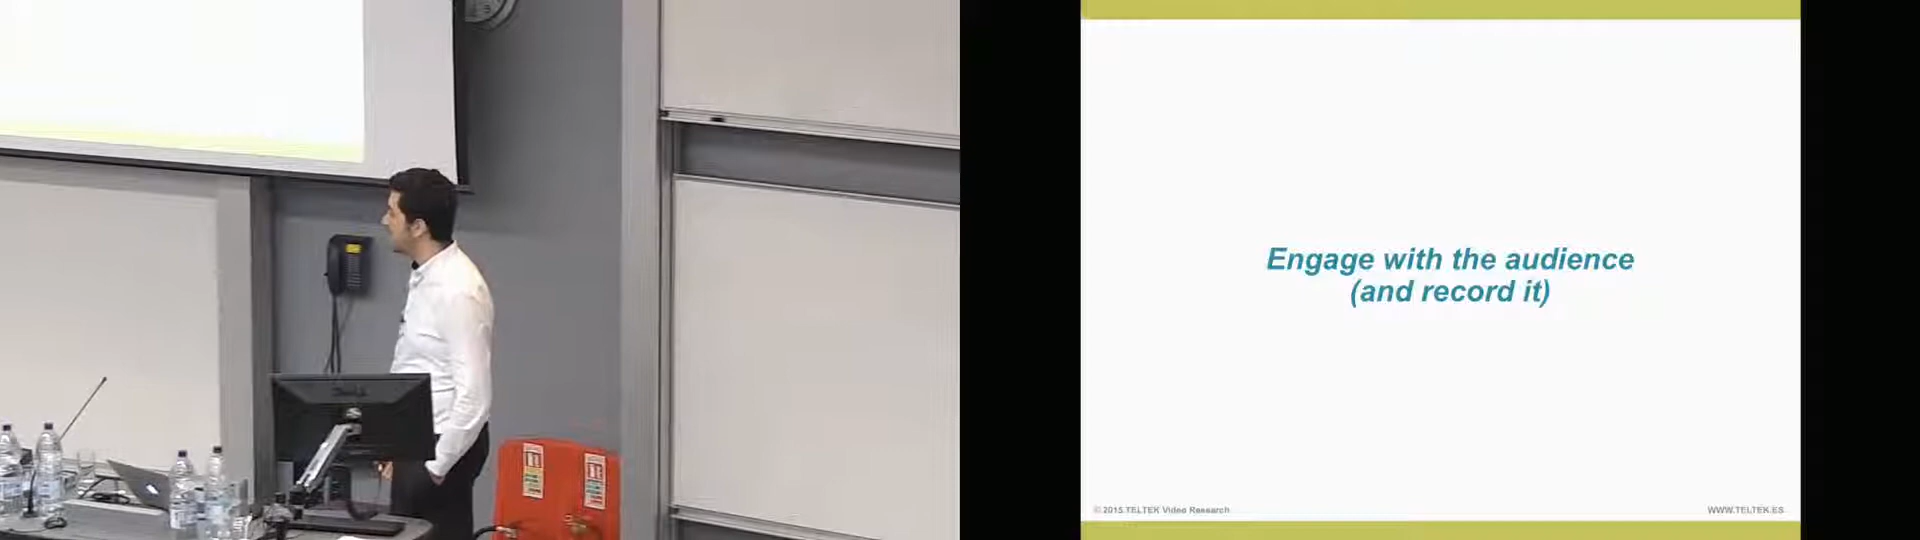 Engage with the audience
(and record it)
© 2015 TELTEK Video Research
WWW.TELTEK.ES